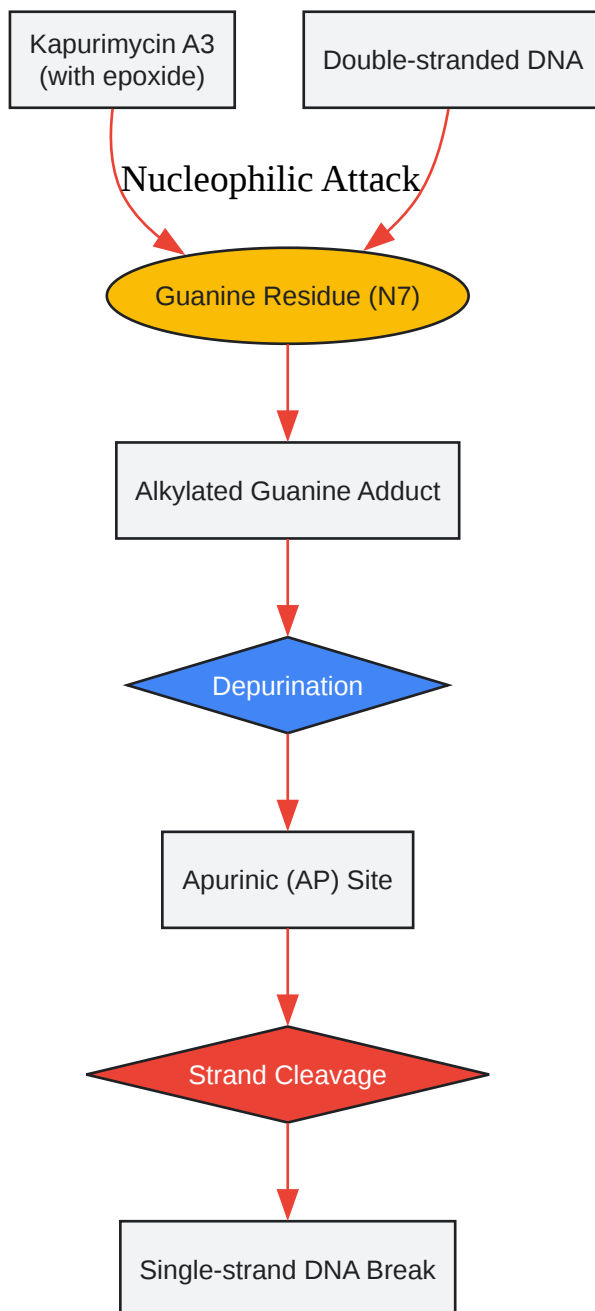 Kapurimycin A3
(with epoxide)
Double-stranded DNA
Nucleophilic Attack
Guanine Residue (N7)
Alkylated Guanine Adduct
Depurination
Apurinic (AP) Site
Strand Cleavage
Single-strand DNA Break